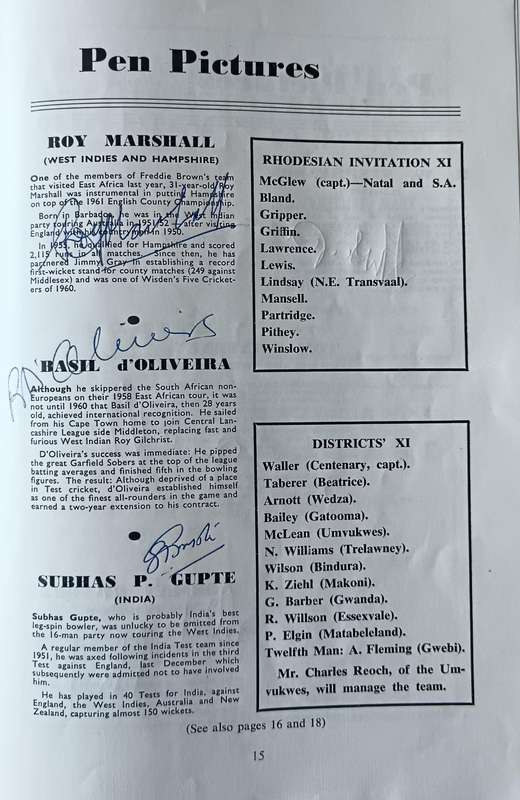 Pen Pictures
ROY MARSHALL
(WEST INDIES AND HAMPSHIRE)
One of the members of Freddie Brown's team
that visited East Africa last year, 31-year-old Roy
Marshall was instrumental in putting Hampshire
on top of the 1961 English County Championship.
Born in Barbados, he was in the West Indian
party touring Australia in 1951/52 after visiting
England with his country in 1950.
In 1953, he qualified for Hampshire and scored
2,115 runs in all matches. Since then, he has
partnered Jimmy Gray in establishing a record
first-wicket stand for county matches (249 against
Middlesex) and was one of Wisden's Five Cricket-
ers of 1960.
BASIL d'OLIVEIRA
Although he skippered the South African non-
Europeans on their 1958 East African tour, it was
not until 1960 that Basil d'Oliveira, then 28 years
old, achieved international recognition. He sailed
from his Cape Town home to join Central Lan-
cashire League side Middleton, replacing fast and
furious West Indian Roy Gilchrist.
D'Oliveira's success was immediate: He pipped
the great Garfield Sobers at the top of the league
batting averages and finished fifth in the bowling
figures. The result: Although deprived of a place
in Test cricket, d'Oliveira established himself
as one of the finest all-rounders in the game and
earned a two-year extension to his contract.
SUBHAS P. GUPTE
(INDIA)
Subhas Gupte, who is probably India's best
leg-spin bowler, was unlucky to be omitted from
the 16-man party now touring the West Indies.
A regular member of the India Test team since
1951, he was axed following incidents in the third
Test against England, last December which
subsequently were admitted not to have involved
him.
He has played in 40 Tests for India, against
England, the West Indies, Australia and New
Zealand, capturing almost 150 wickets.
RHODESIAN INVITATION XI
McGlew (capt.)—Natal and S.A.
Bland.
Gripper.
Griffin.
Lawrence.
Lewis.
Lindsay (N.E. Transvaal).
Mansell.
Partridge.
Pithey.
Winslow.
DISTRICTS' XI
Waller (Centenary, capt.).
Taberer (Beatrice).
Arnott (Wedza).
Bailey (Gatooma).
McLean (Umvukwes).
N. Williams (Trelawney).
Wilson (Bindura).
K. Ziehl (Makoni).
G. Barber (Gwanda).
R. Willson (Essexvale).
P. Elgin (Matabeleland).
Twelfth Man: A. Fleming (Gwebi).
Mr. Charles Reoch, of the Um-
vukwes, will manage the team.
(See also pages 16 and 18)
15